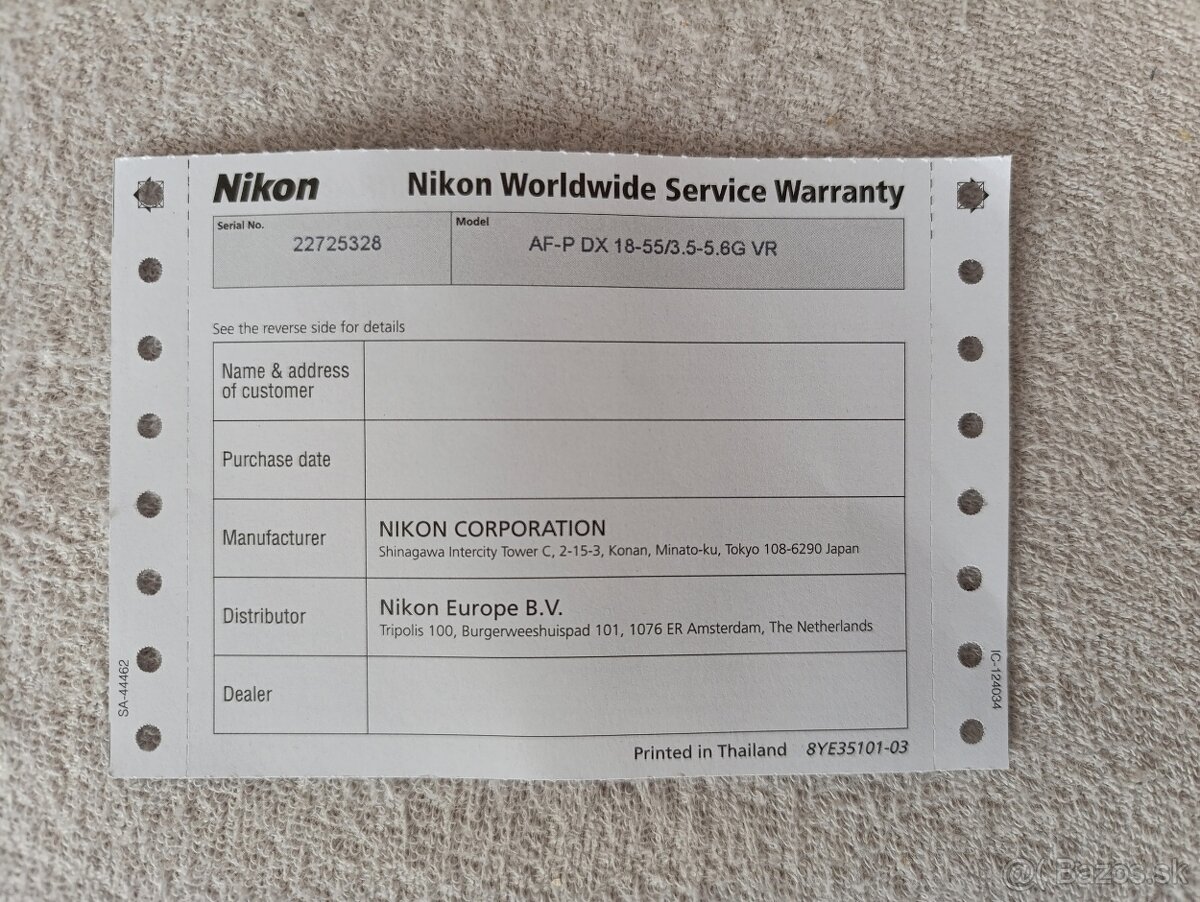 Nikon
Nikon Worldwide Service Warranty
Serial No.
22725328
Model
AF-P DX 18-55/3.5-5.6G VR
See the reverse side for details
Name & address
of customer
Purchase date
Manufacturer
NIKON CORPORATION
Shinagawa Intercity Tower C, 2-15-3, Konan, Minato-ku, Tokyo 108-6290 Japan
Distributor
Nikon Europe B.V.
Tripolis 100, Burgerweeshuispad 101, 1076 ER Amsterdam, The Netherlands
Dealer
Printed in Thailand 8YE35101-03
SA-44462
IC-124034
@( Bazos.sk